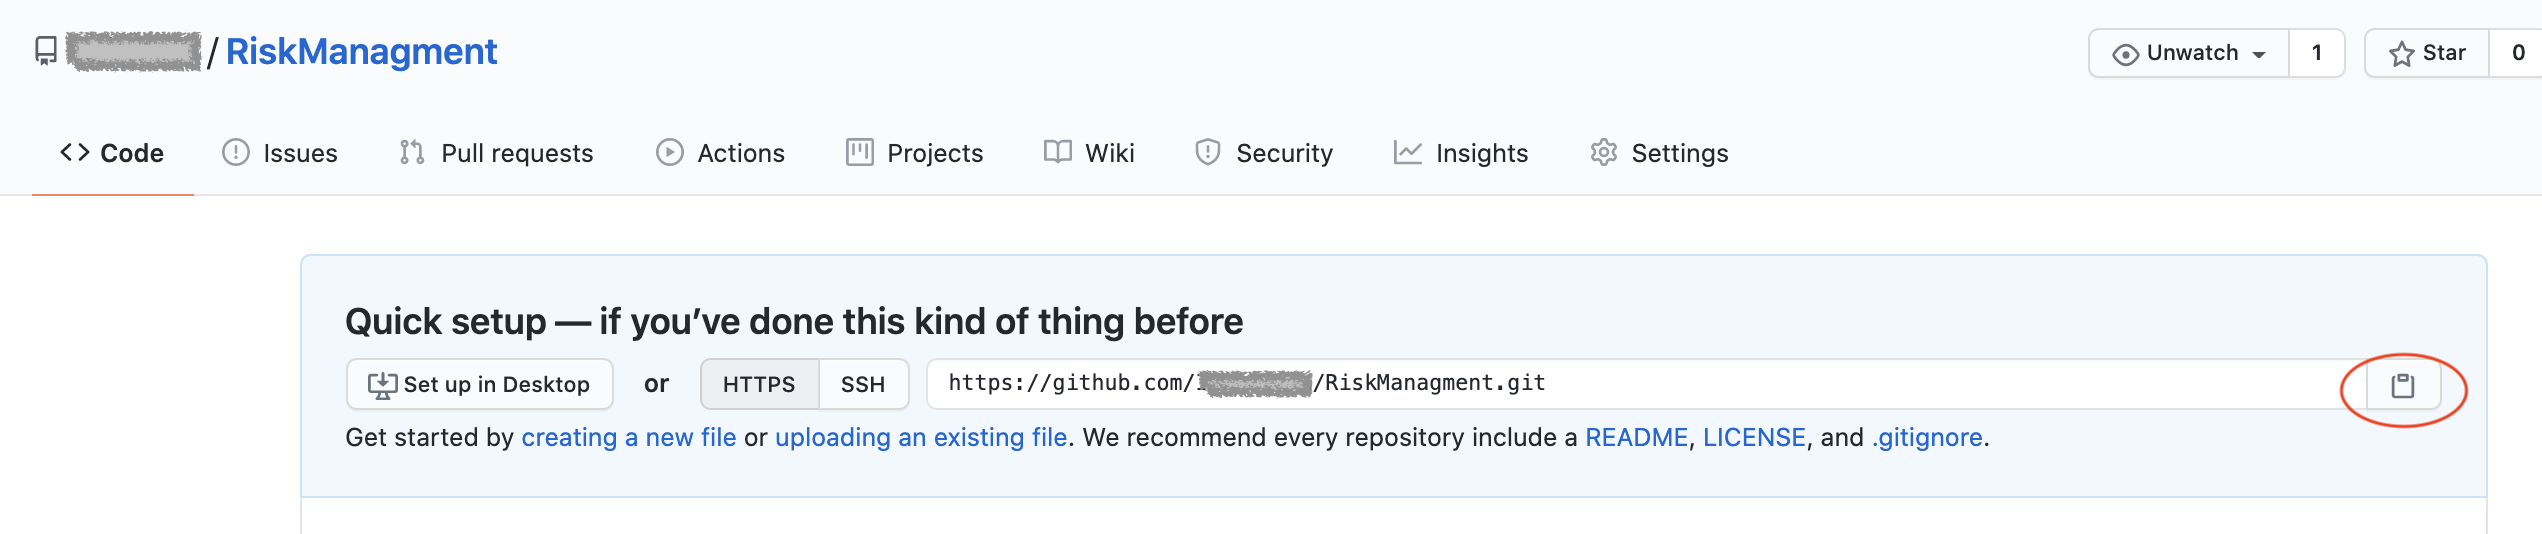 / RiskManagment
Unwatch 1 Star 0
Code Issues Pull requests Actions Projects Wiki Security Insights Settings
Quick setup — if you’ve done this kind of thing before
Set up in Desktop or HTTPS SSH https://github.com/ /RiskManagment.git
Get started by creating a new file or uploading an existing file. We recommend every repository include a README, LICENSE, and .gitignore.